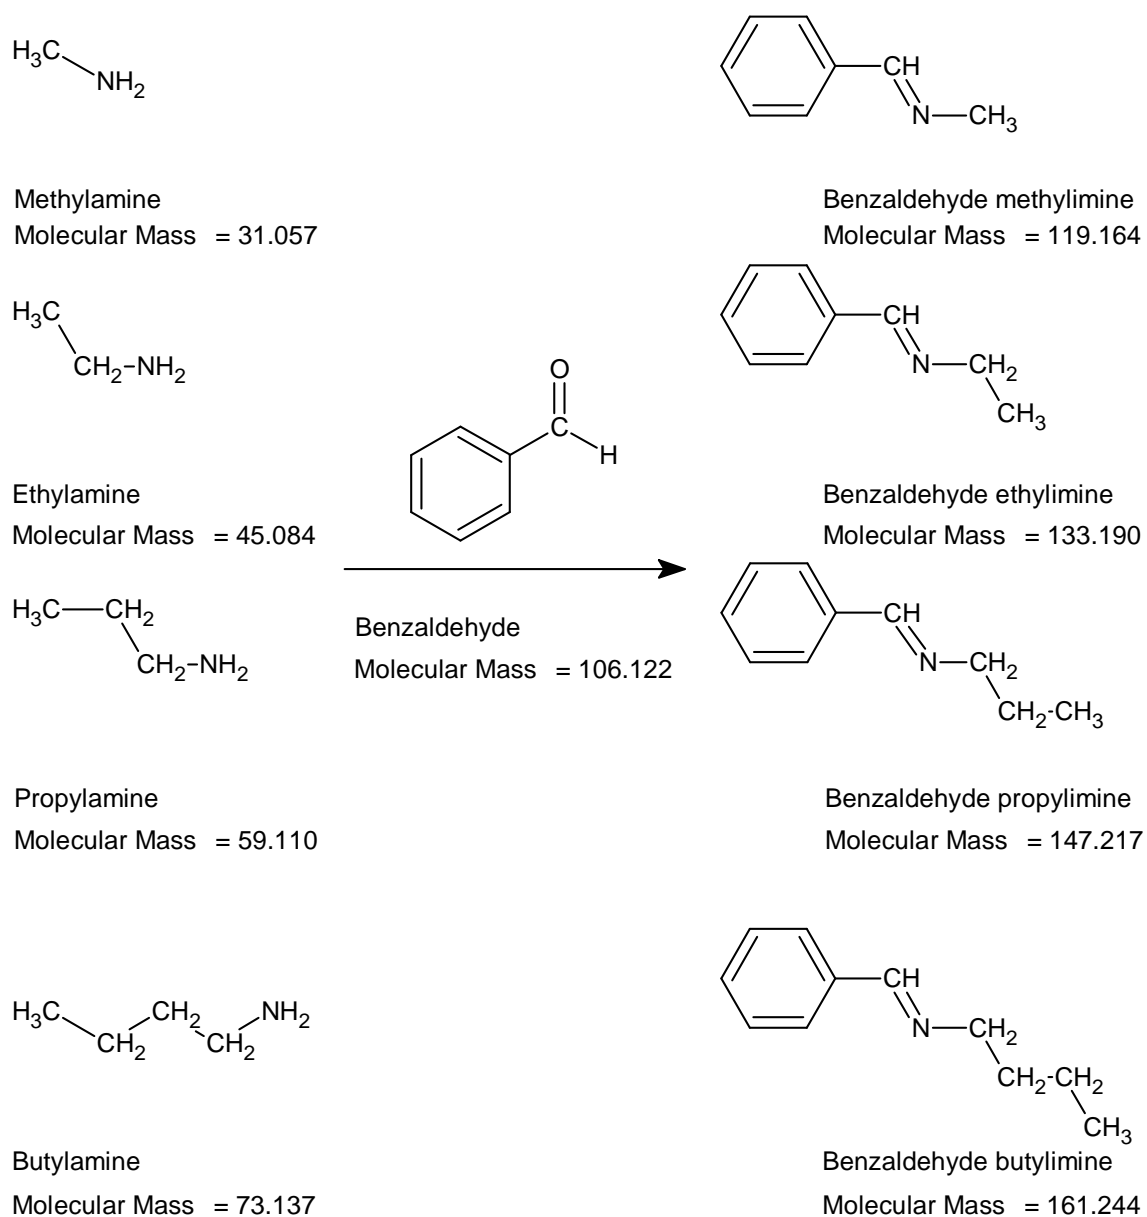 H3C
NH2
CH
N CH3
Methylamine
Molecular Mass = 31.057
Benzaldehyde methylimine
Molecular Mass = 119.164
H3C
CH2-NH2
CH
N CH2
CH3
O
C
H
Ethylamine
Molecular Mass = 45.084
Benzaldehyde ethylimine
Molecular Mass = 133.190
H3C CH2
CH2-NH2
Benzaldehyde
Molecular Mass = 106.122
CH
N CH2
CH2-CH3
Propylamine
Molecular Mass = 59.110
Benzaldehyde propylimine
Molecular Mass = 147.217
H3C CH2 CH2 CH2 NH2
CH
N CH2
CH2-CH2
CH3
Butylamine
Molecular Mass = 73.137
Benzaldehyde butylimine
Molecular Mass = 161.244